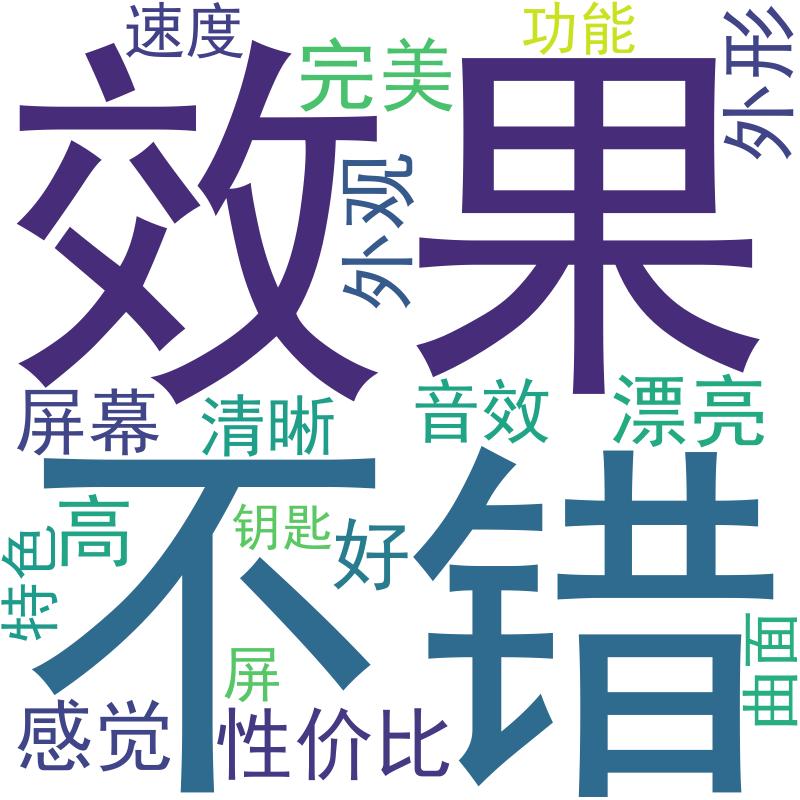 速度
功能
外形
完美
效果
外观
屏幕
清晰
音效
漂亮
不错
高
特色
钥匙
好
屏
曲面
感觉
性价比